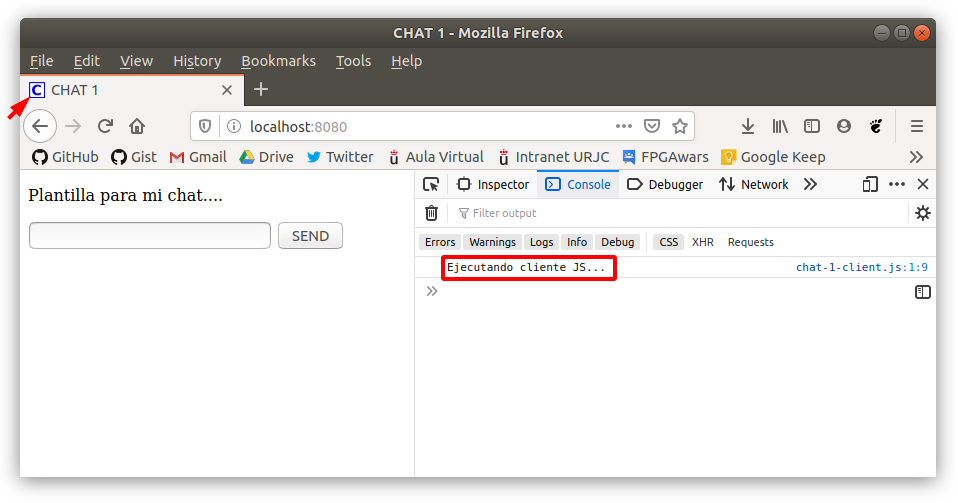 CHAT 1 - Mozilla Firefox
File Edit View History Bookmarks Tools Help
C CHAT 1
localhost:8080
GitHub Gist Gmail Drive Twitter Aula Virtual Intranet URJC FPGAwars Google Keep
Plantilla para mi chat....
SEND
Inspector Console Debugger Network
Filter output
Errors Warnings Logs Info Debug CSS XHR Requests
Ejecutando cliente JS... chat-1-client.js:1:9